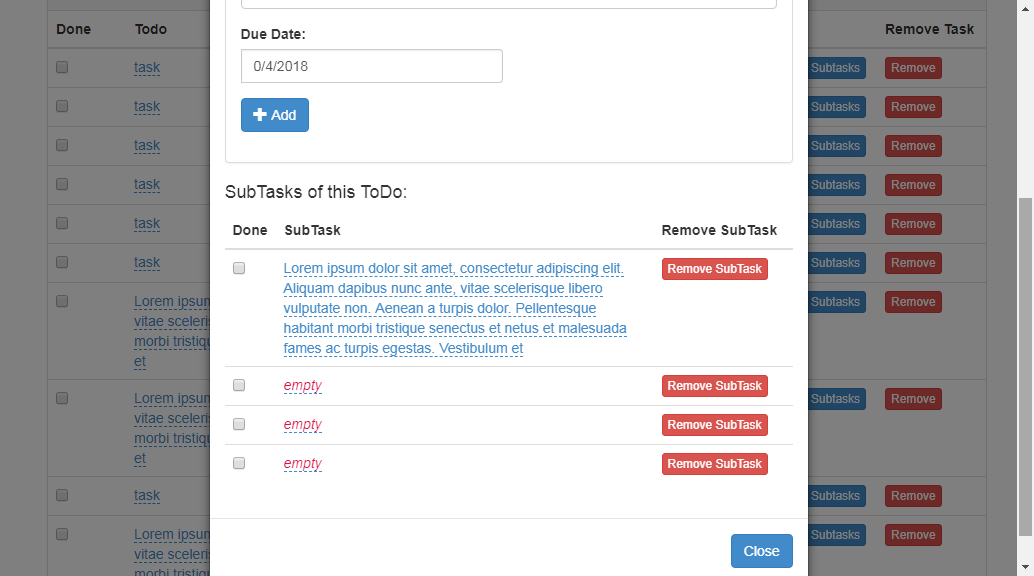 Done Todo Remove Task
task Subtasks Remove
task Subtasks Remove
task Subtasks Remove
task Subtasks Remove
task Subtasks Remove
task Subtasks Remove
Lorem ipsum Subtasks Remove
vitae sceleri
morbi tristiqu
et
Lorem ipsum Subtasks Remove
vitae sceleri
morbi tristiqu
et
task Subtasks Remove
Lorem ipsum Subtasks Remove
vitae sceleri
morbi tristiqu
Due Date:
0/4/2018
Add
SubTasks of this ToDo:
Done SubTask Remove SubTask
Lorem ipsum dolor sit amet, consectetur adipiscing elit. Remove SubTask
Aliquam dapibus nunc ante, vitae scelerisque libero
vulputate non. Aenean a turpis dolor. Pellentesque
habitant morbi tristique senectus et netus et malesuada
fames ac turpis egestas. Vestibulum et
empty Remove SubTask
empty Remove SubTask
empty Remove SubTask
Close